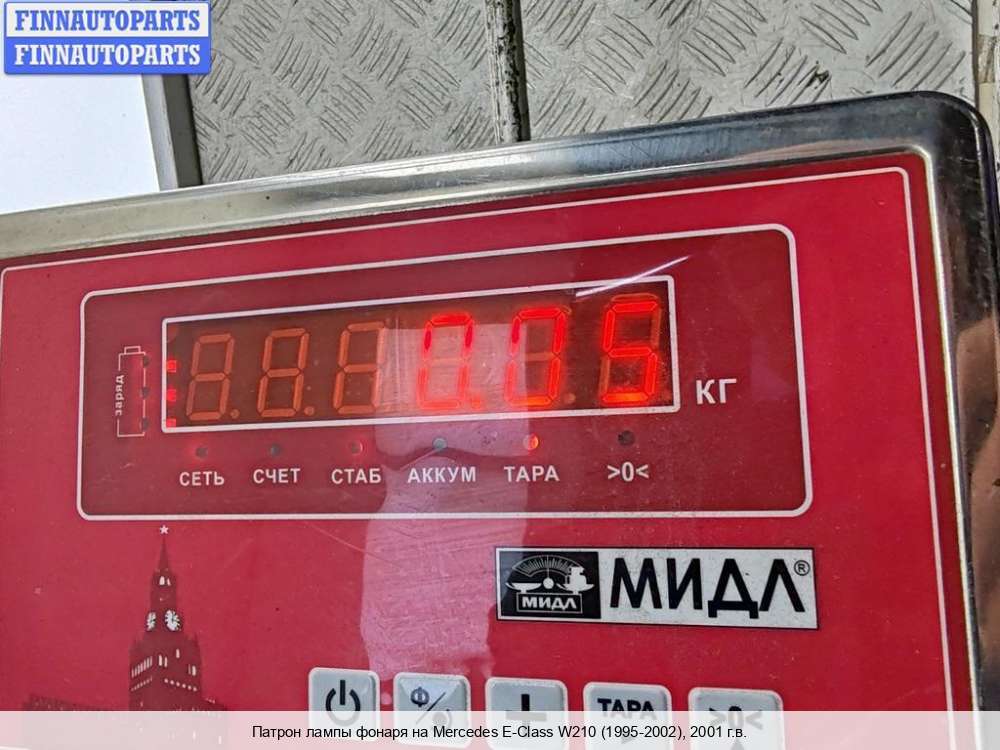 FINNAUTOPARTS
FINNAUTOPARTS
заряд
0.05
КГ
СЕТЬ СЧЕТ СТАБ АККУМ ТАРА >0<
МИДЛ МИДЛ®
Ф/
+
ТАРА
>0<
Патрон лампы фонаря на Mercedes E-Class W210 (1995-2002), 2001 г.в.